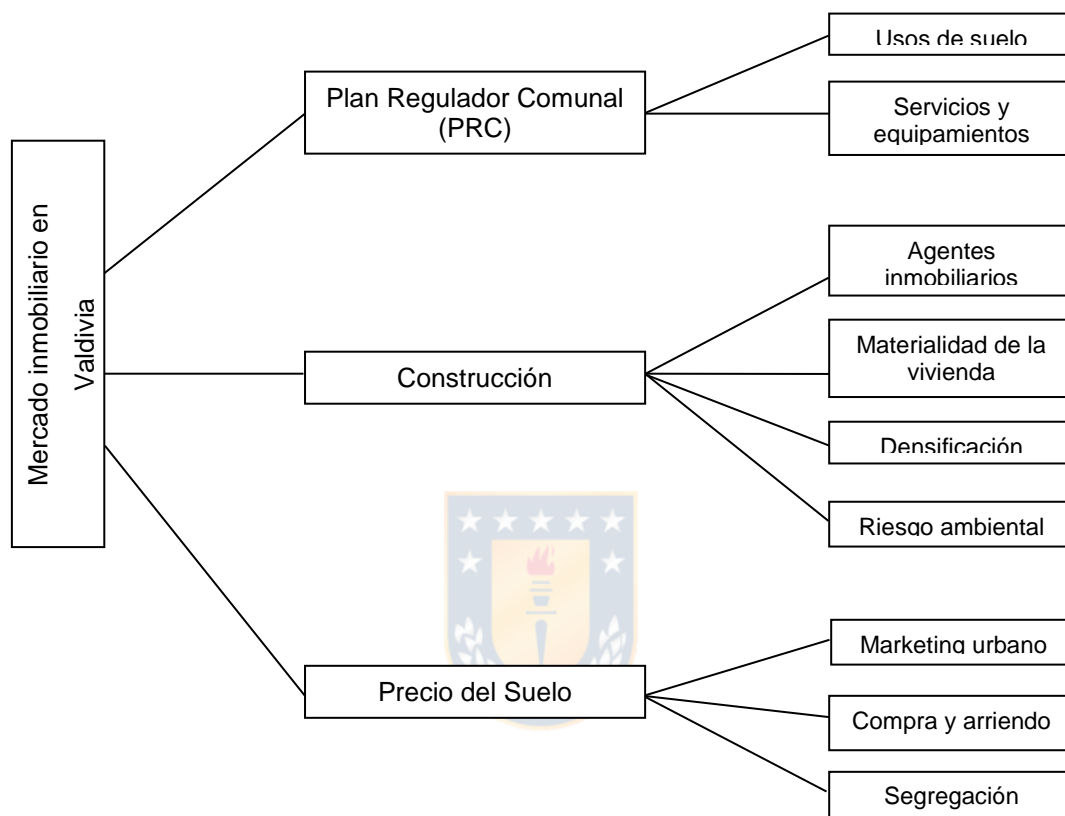 Mercado inmobiliario en
Valdivia
Plan Regulador Comunal
(PRC)
Usos de suelo
Servicios y
equipamientos
Construcción
Agentes
inmobiliarios
Materialidad de la
vivienda
Densificación
Riesgo ambiental
Precio del Suelo
Marketing urbano
Compra y arriendo
Segregación